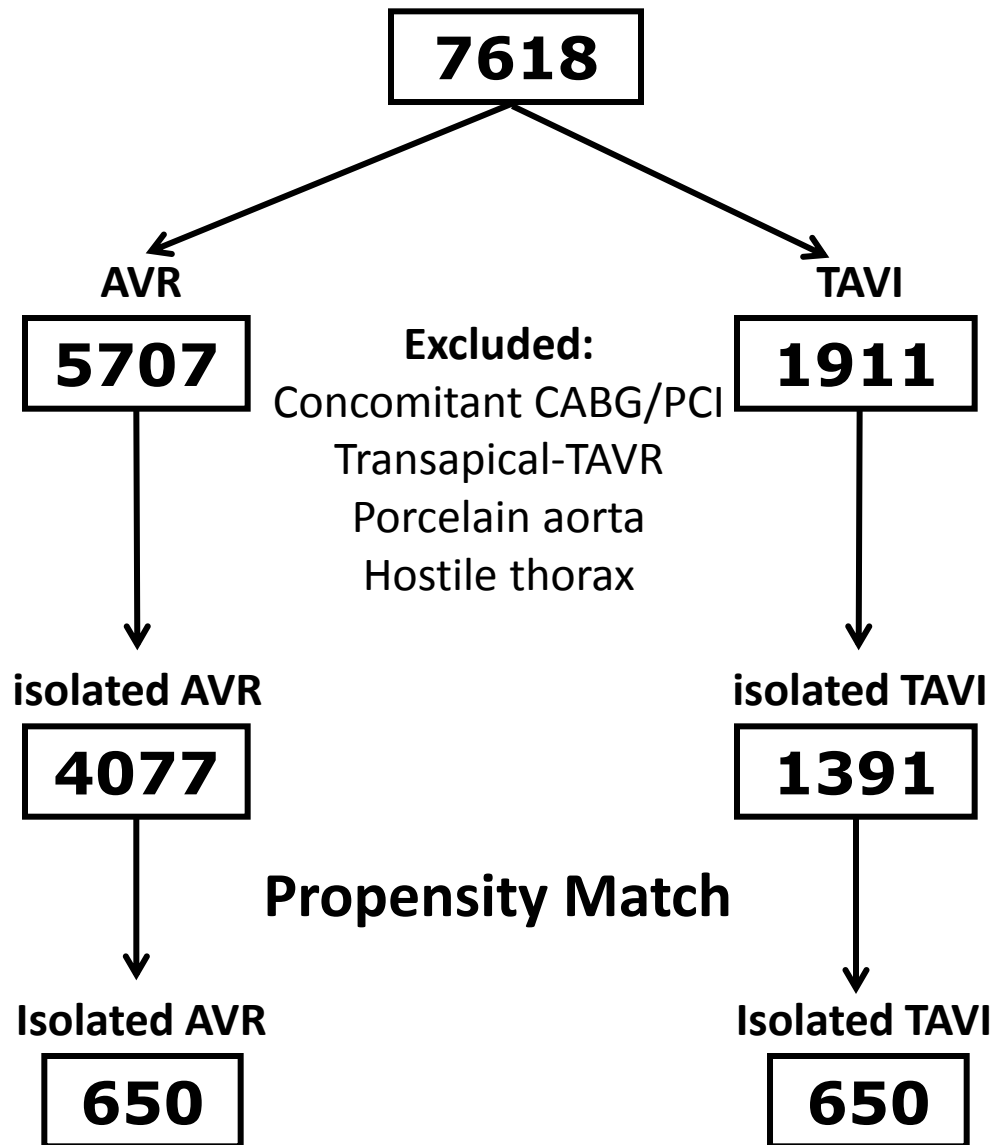 7618
AVR
TAVI
5707
1911
Excluded:
Concomitant CABG/PCI
Transapical-TAVR
Porcelain aorta
Hostile thorax
isolated AVR
isolated TAVI
4077
1391
Propensity Match
Isolated AVR
Isolated TAVI
650
650